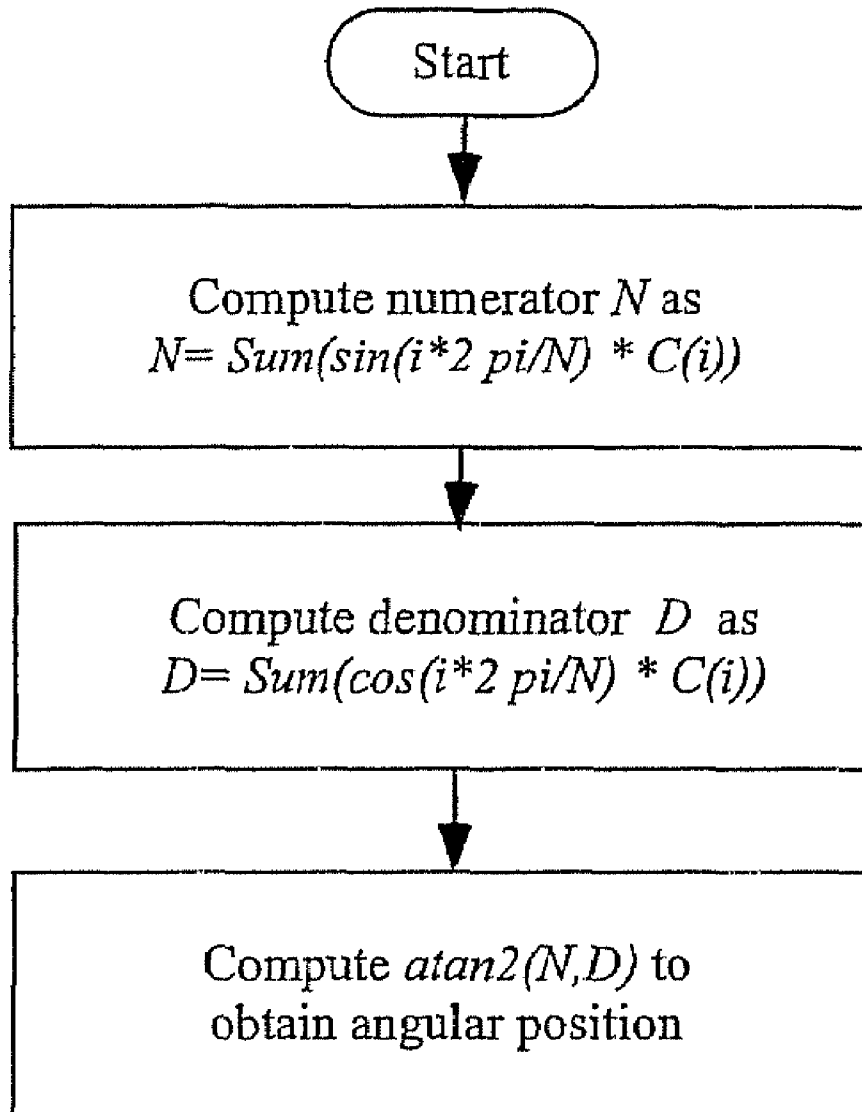 Start
Compute numerator N as
N= Sum(sin(i*2 pi/N) * C(i))
Compute denominator D as
D= Sum(cos(i*2 pi/N) * C(i))
Compute atan2(N,D) to
obtain angular position